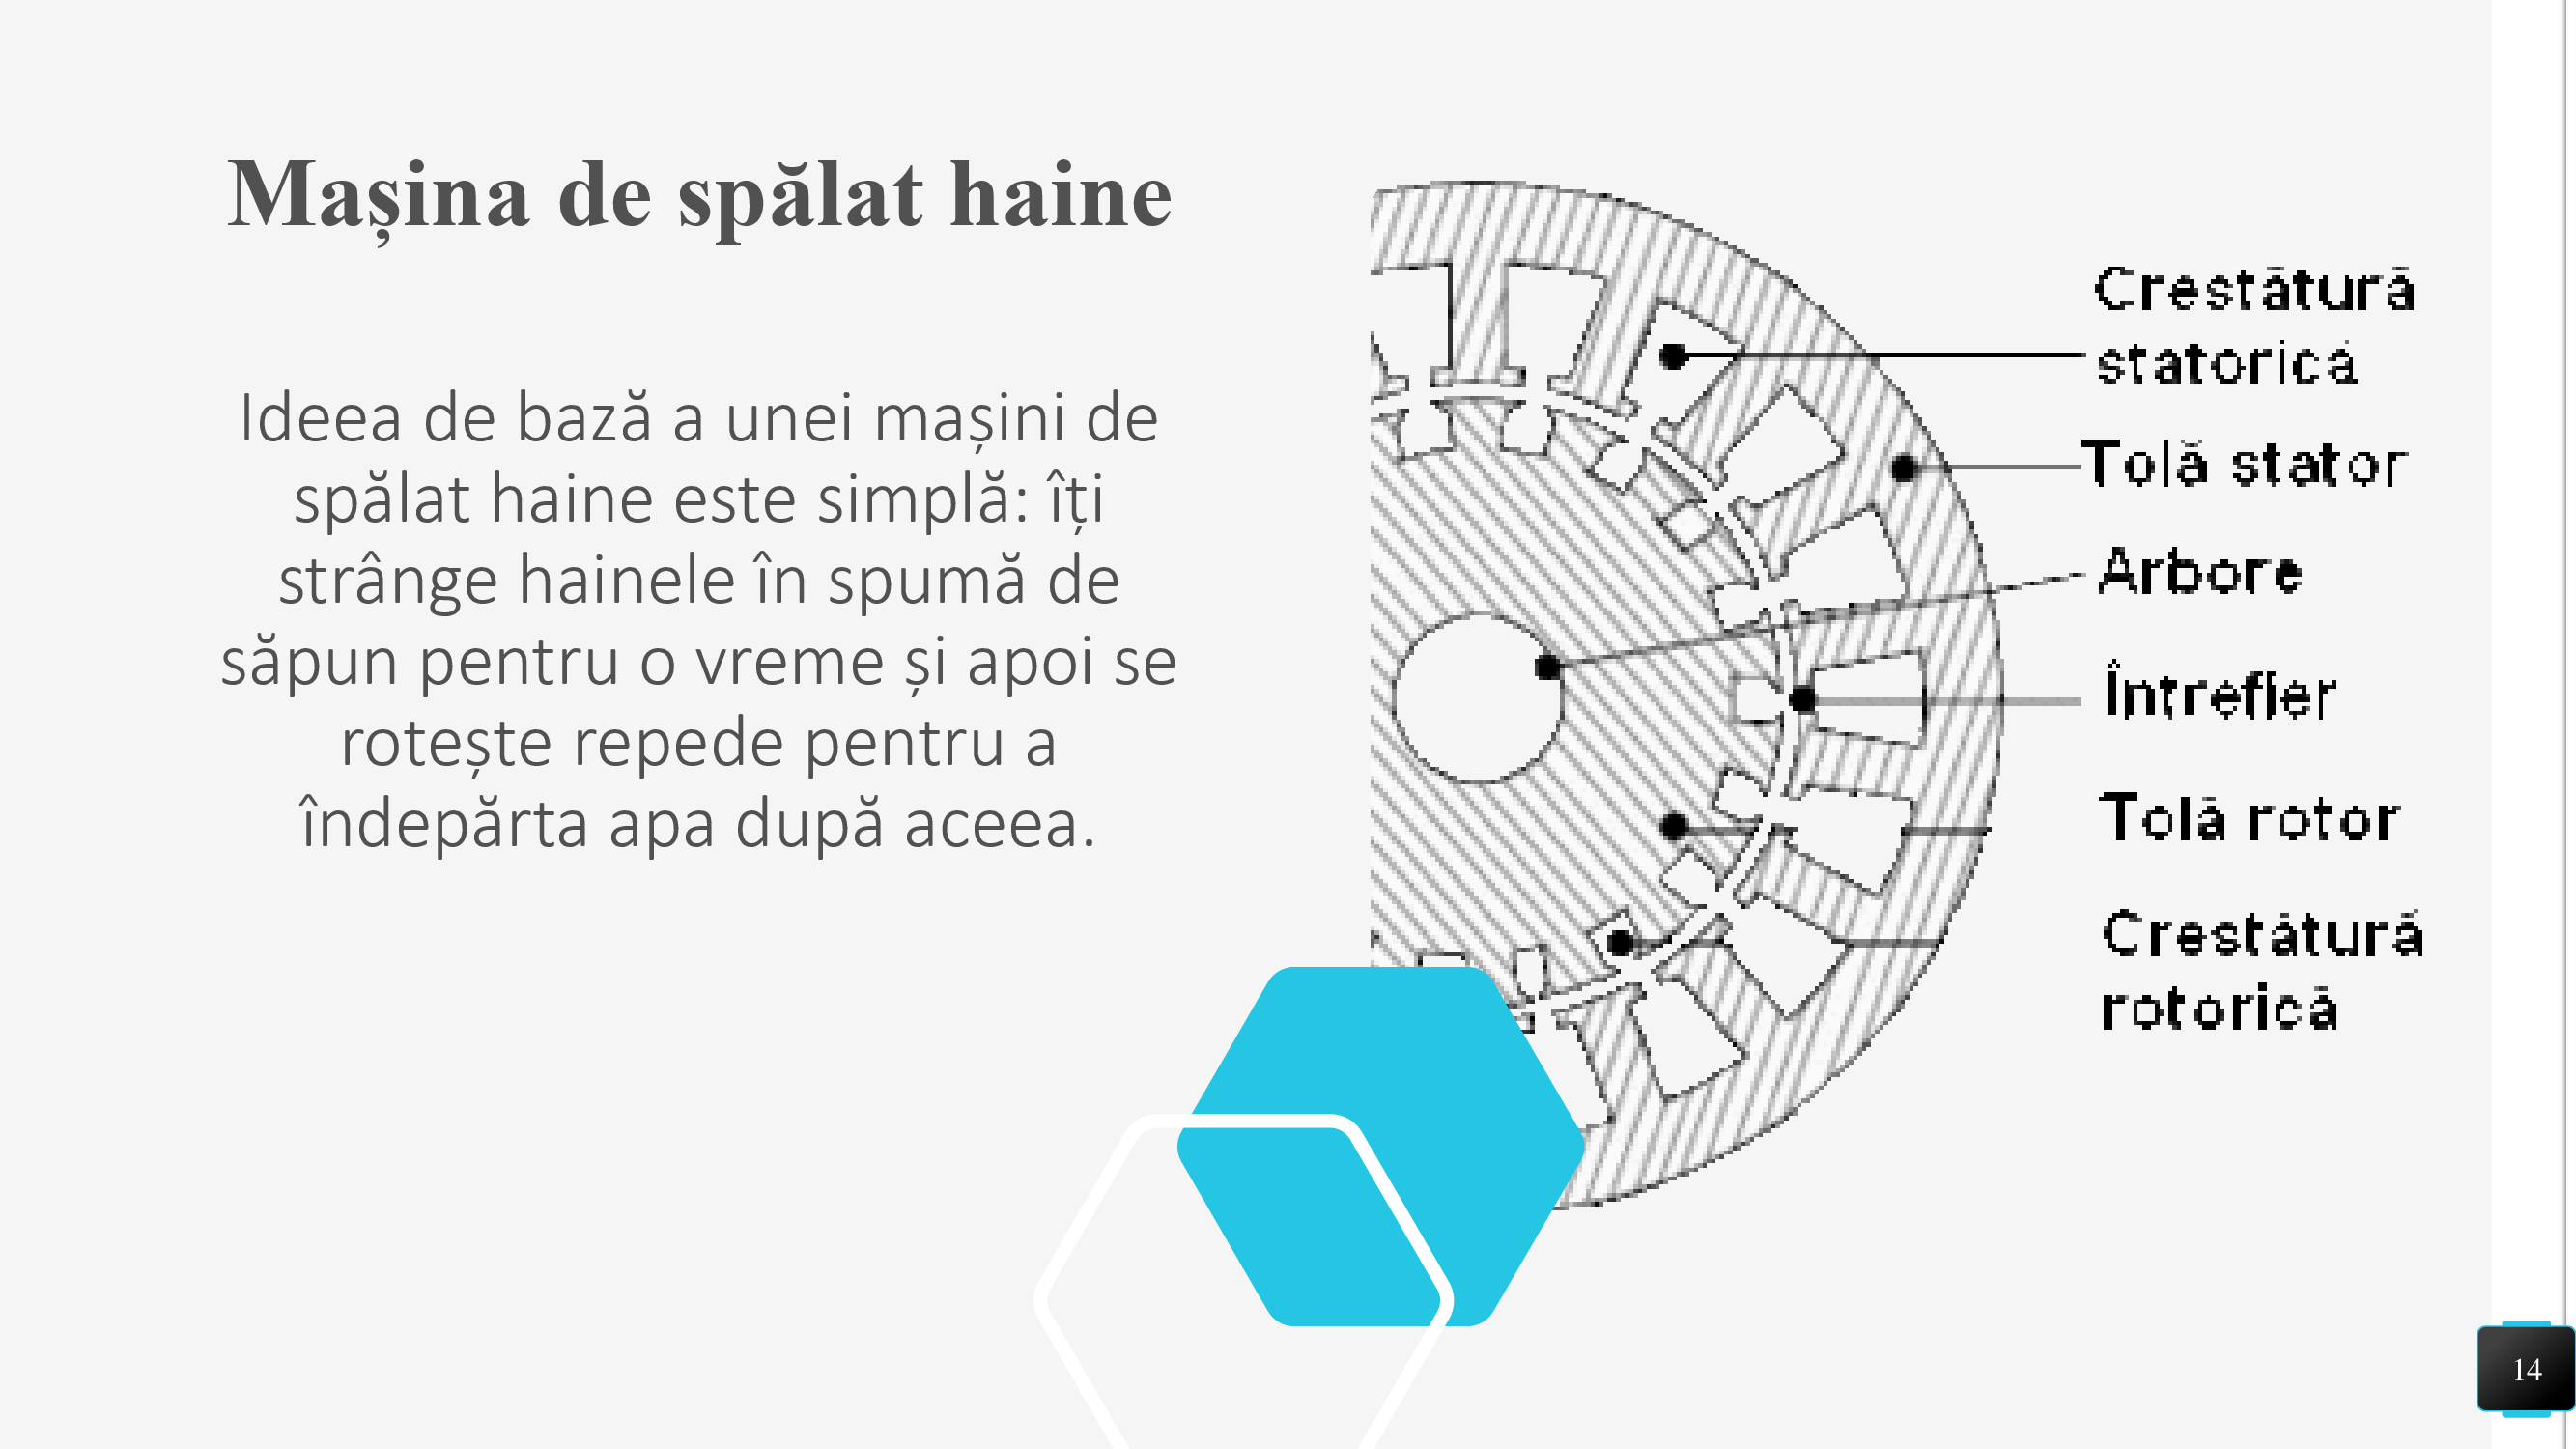 Mașina de spălat haine
Ideea de bază a unei mașini de
spălat haine este simplă: îți
strânge hainele în spumă de
săpun pentru o vreme și apoi se
rotește repede pentru a
îndepărta apa după aceea.
Crestătură
statorică
Tolă stator
Arbore
Întrefier
Tolă rotor
Crestătură
rotorică
14